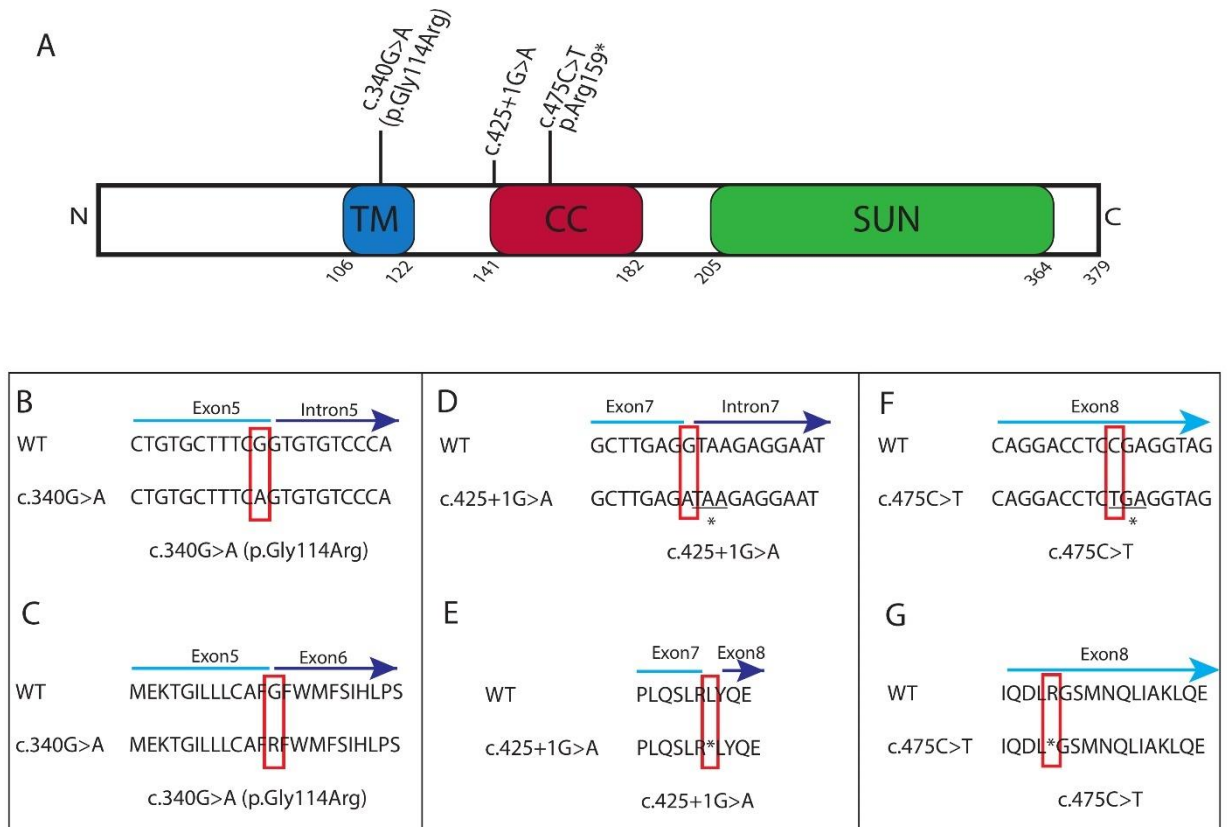 A
c.340G>A
(p.Gly114Arg)
c.425+1G>A
c.475C>T
p.Arg159*
N
TM
CC
SUN
C
106
122
141
182
205
364
379
B
Exon5
Intron5
WT
CTGTGCTTTCGGTGTGTCCCA
c.340G>A
CTGTGCTTTCAGTGTGTCCCA
c.340G>A (p.Gly114Arg)
C
Exon5
Exon6
WT
MEKTGILLLCAFGFWMFSIHLPS
c.340G>A
MEKTGILLLCAFRFWMFSIHLPS
c.340G>A (p.Gly114Arg)
D
Exon7
Intron7
WT
GCTTGAGGTAAGAGGAAT
c.425+1G>A
GCTTGAGATAAGAGGAAT
*
c.425+1G>A
E
Exon7
Exon8
WT
PLQSLRLYQE
c.425+1G>A
PLQSLR*LYQE
c.425+1G>A
F
Exon8
WT
CAGGACCTCCGAGGTAG
c.475C>T
CAGGACCTCTGAGGTAG
*
c.475C>T
G
Exon8
WT
IQDLRGSMNQLIAKLQE
c.475C>T
IQDL*GSMNQLIAKLQE
c.475C>T